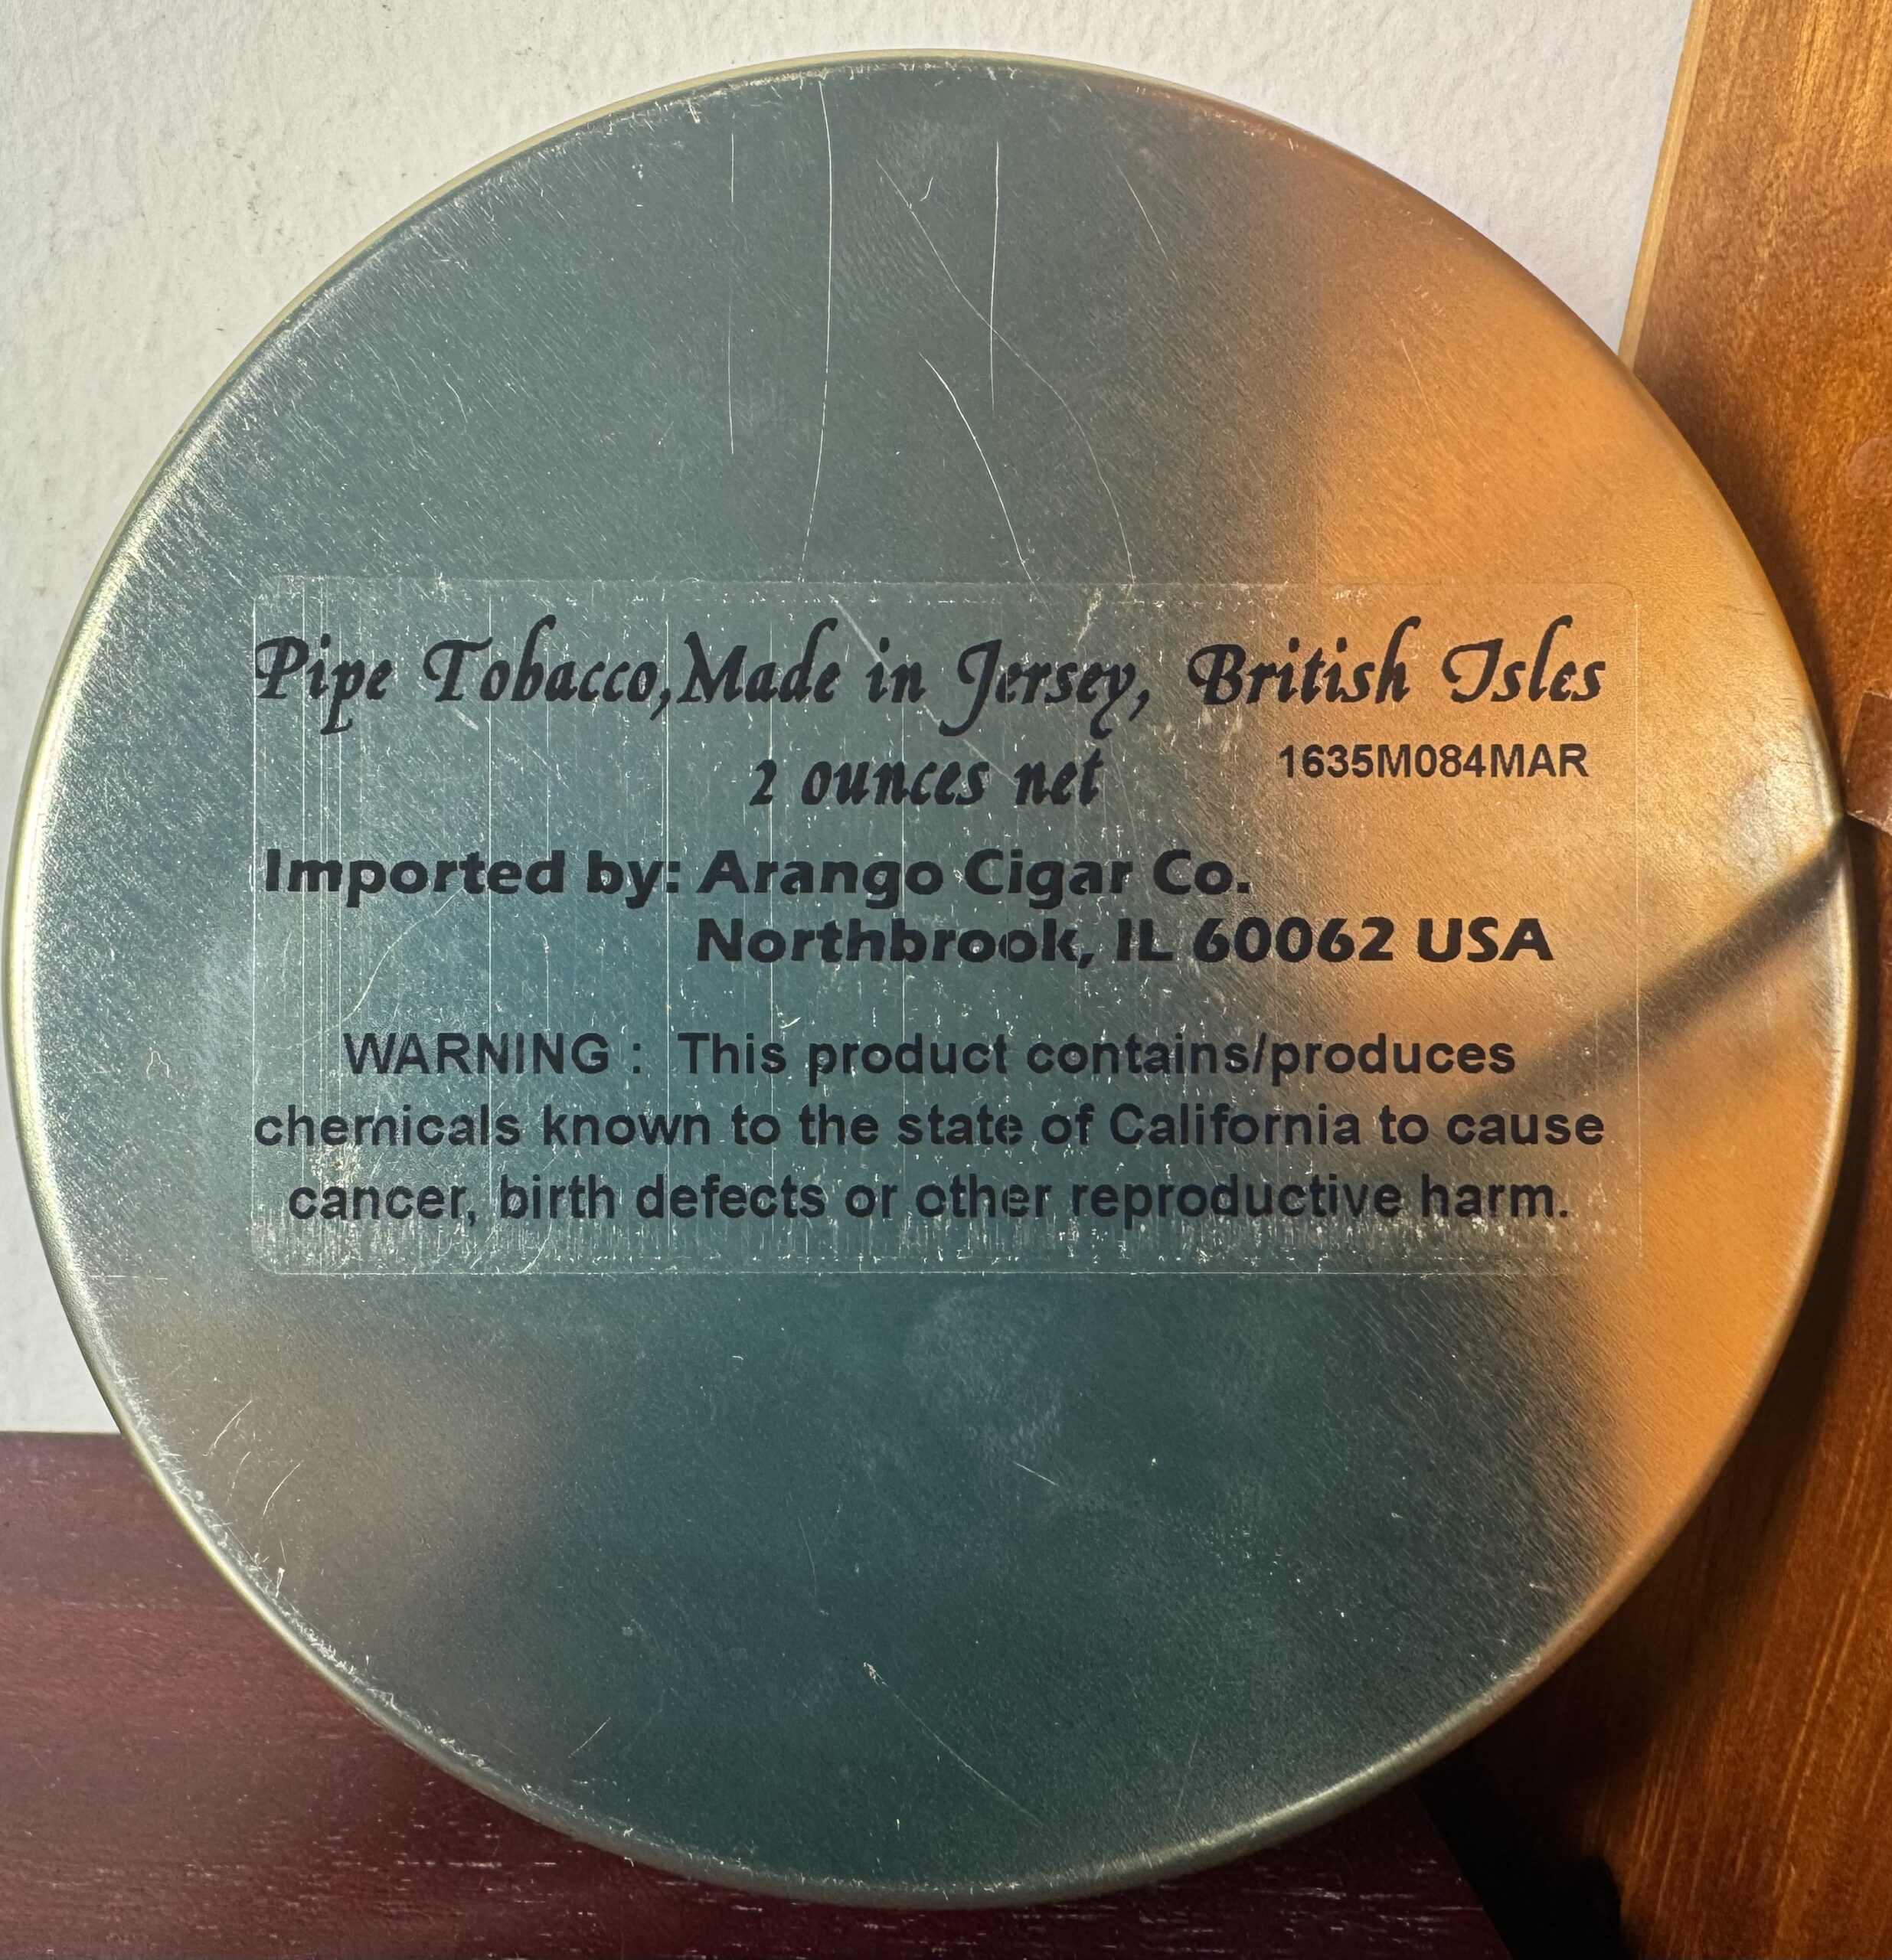 Pipe Tobacco,Made in Jersey, British Isles
2 ounces net 1635M084MAR
Imported by: Arango Cigar Co.
Northbrook, IL 60062 USA
WARNING : This product contains/produces
chemicals known to the state of California to cause
cancer, birth defects or other reproductive harm.